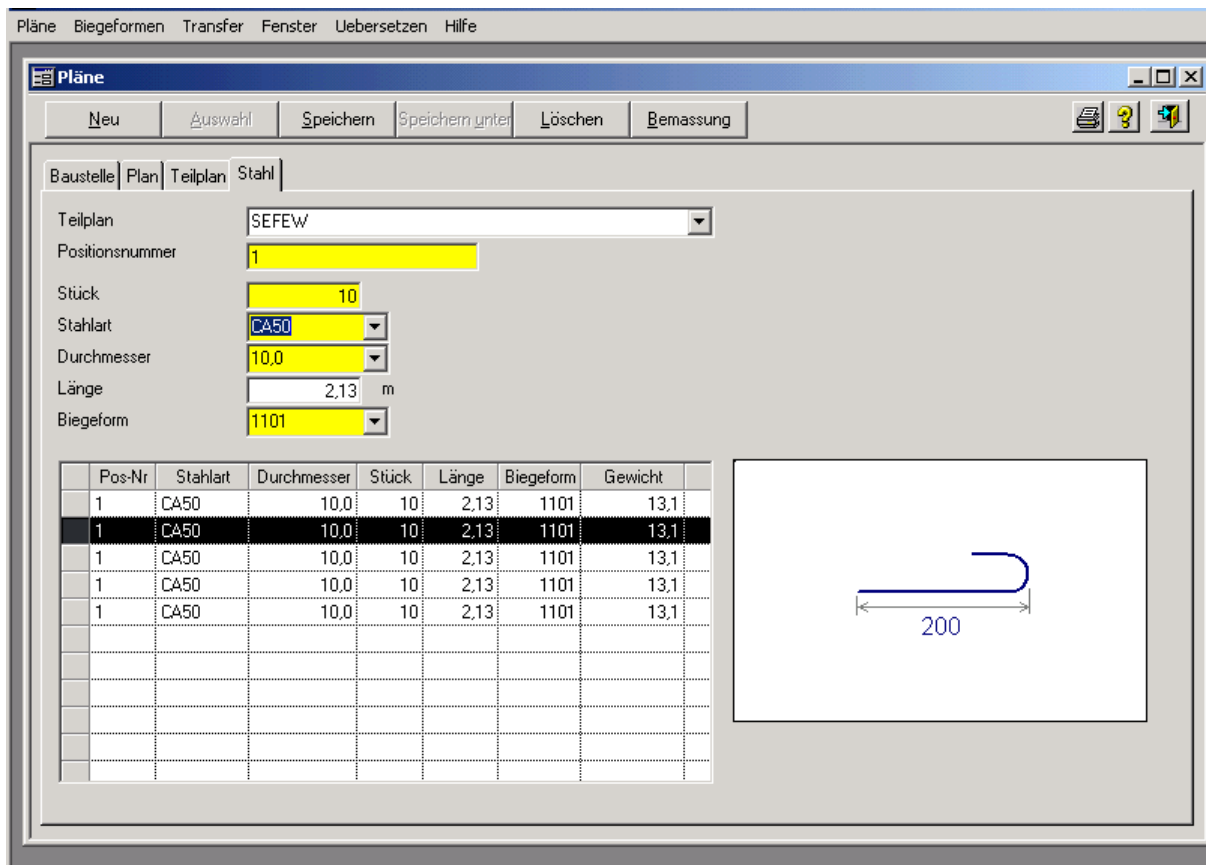 Pläne Biegeformen Transfer Fenster Uebersetzen Hilfe
Pläne
Neu Auswahl Speichern Speichern unter Löschen Bemassung
Baustelle Plan Teilplan Stahl
Teilplan SEFEW
Positionsnummer 1
Stück 10
Stahlart CA50
Durchmesser 10,0
Länge 2,13 m
Biegeform 1101
Pos-Nr Stahlart Durchmesser Stück Länge Biegeform Gewicht
1 CA50 10,0 10 2,13 1101 13,1
1 CA50 10,0 10 2,13 1101 13,1
1 CA50 10,0 10 2,13 1101 13,1
1 CA50 10,0 10 2,13 1101 13,1
1 CA50 10,0 10 2,13 1101 13,1
200